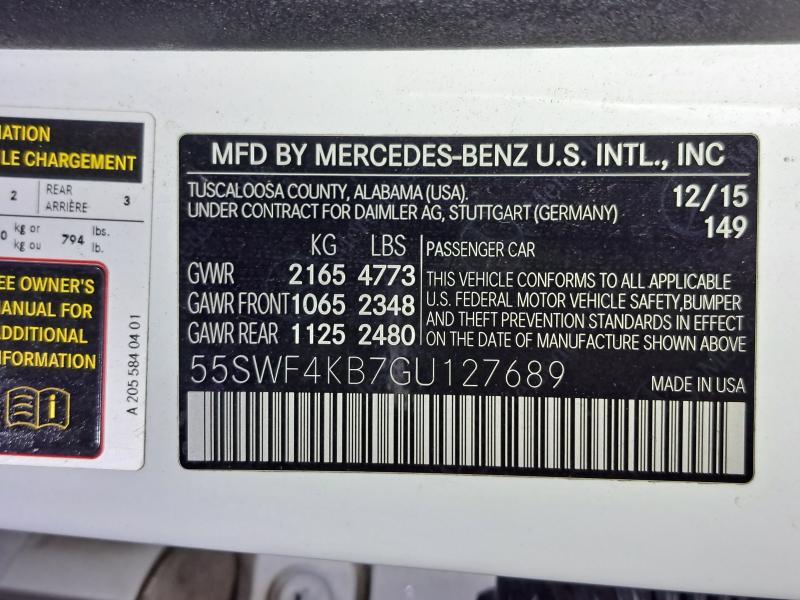 MATION
LE CHARGEMENT
2 REAR ARRIÈRE 3
0 kg or kg ou 794 lbs. lb.
EE OWNER'S
MANUAL FOR
ADDITIONAL
INFORMATION
A 205 584 04 01
MFD BY MERCEDES-BENZ U.S. INTL., INC
TUSCALOOSA COUNTY, ALABAMA (USA). 12/15
UNDER CONTRACT FOR DAIMLER AG, STUTTGART (GERMANY) 149
KG LBS
GVWR 2165 4773
GAWR FRONT 1065 2348
GAWR REAR 1125 2480
PASSENGER CAR
THIS VEHICLE CONFORMS TO ALL APPLICABLE
U.S. FEDERAL MOTOR VEHICLE SAFETY,BUMPER
AND THEFT PREVENTION STANDARDS IN EFFECT
ON THE DATE OF MANUFACTURE SHOWN ABOVE
55SWF4KB7GU127689
MADE IN USA